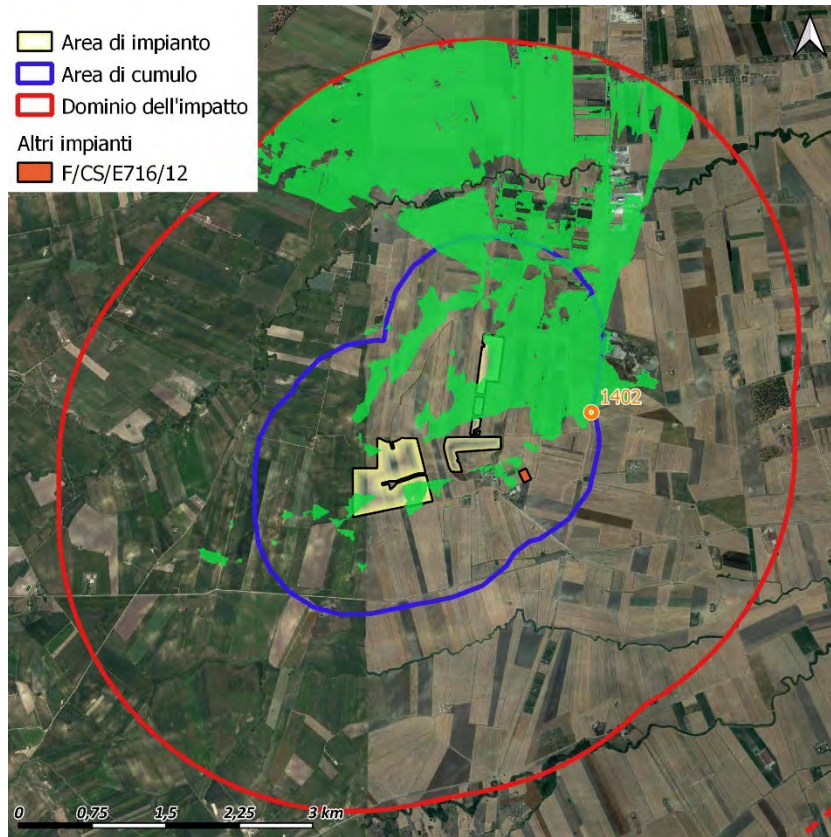 Area di impianto
Area di cumulo
Dominio dell'impatto
Altri impianti
F/CS/E716/12
1402
0 0,75 1,5 2,25 3 km